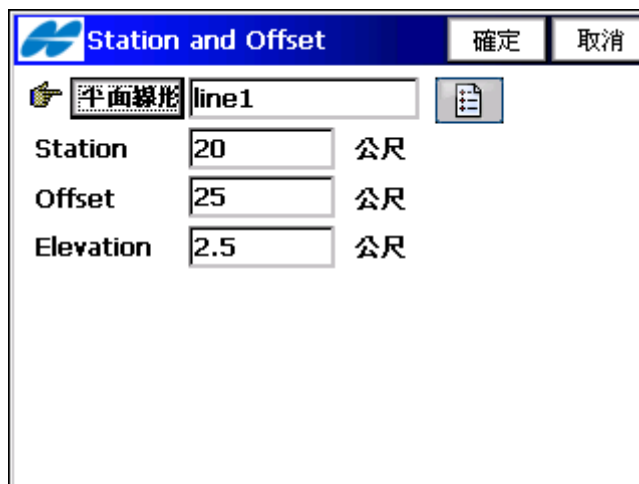 Station and Offset 確定 取消
平面線形 line1
Station 20 公尺
Offset 25 公尺
Elevation 2.5 公尺